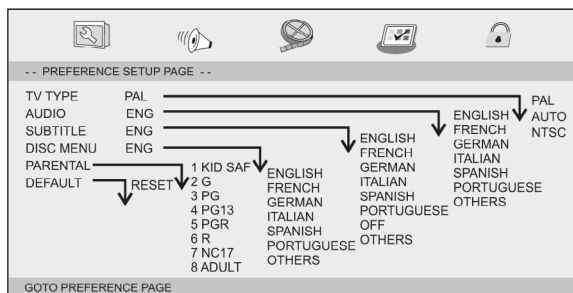 -- PREFERENCE SETUP PAGE --
TV TYPE PAL
AUDIO ENG
SUBTITLE ENG
DISC MENU ENG
PARENTAL
DEFAULT
RESET
1 KID SAF
2 G
3 PG
4 PG13
5 PGR
6 R
7 NC17
8 ADULT
ENGLISH
FRENCH
GERMAN
ITALIAN
SPANISH
PORTUGUESE
OTHERS
ENGLISH
FRENCH
GERMAN
ITALIAN
SPANISH
PORTUGUESE
OFF
OTHERS
ENGLISH
FRENCH
GERMAN
ITALIAN
SPANISH
PORTUGUESE
OTHERS
PAL
AUTO
NTSC
GOTO PREFERENCE PAGE